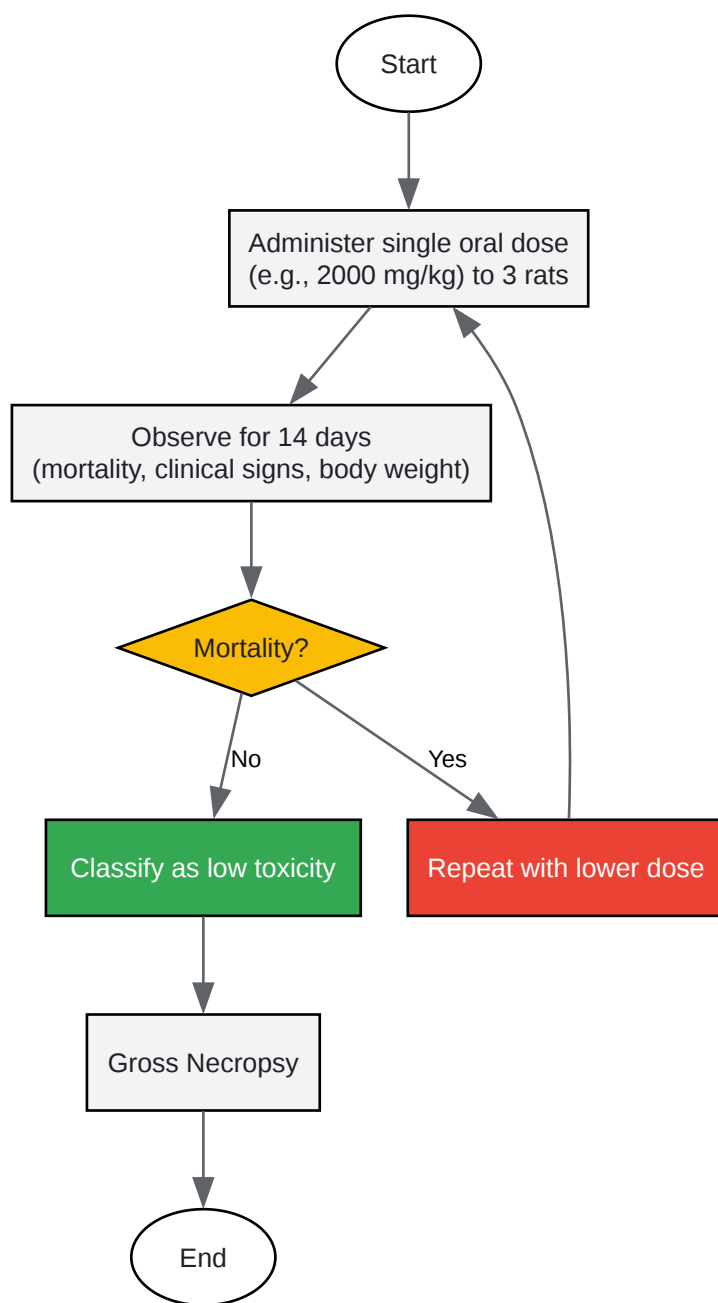 Start
Administer single oral dose
(e.g., 2000 mg/kg) to 3 rats
Observe for 14 days
(mortality, clinical signs, body weight)
Mortality?
No
Yes
Classify as low toxicity
Repeat with lower dose
Gross Necropsy
End